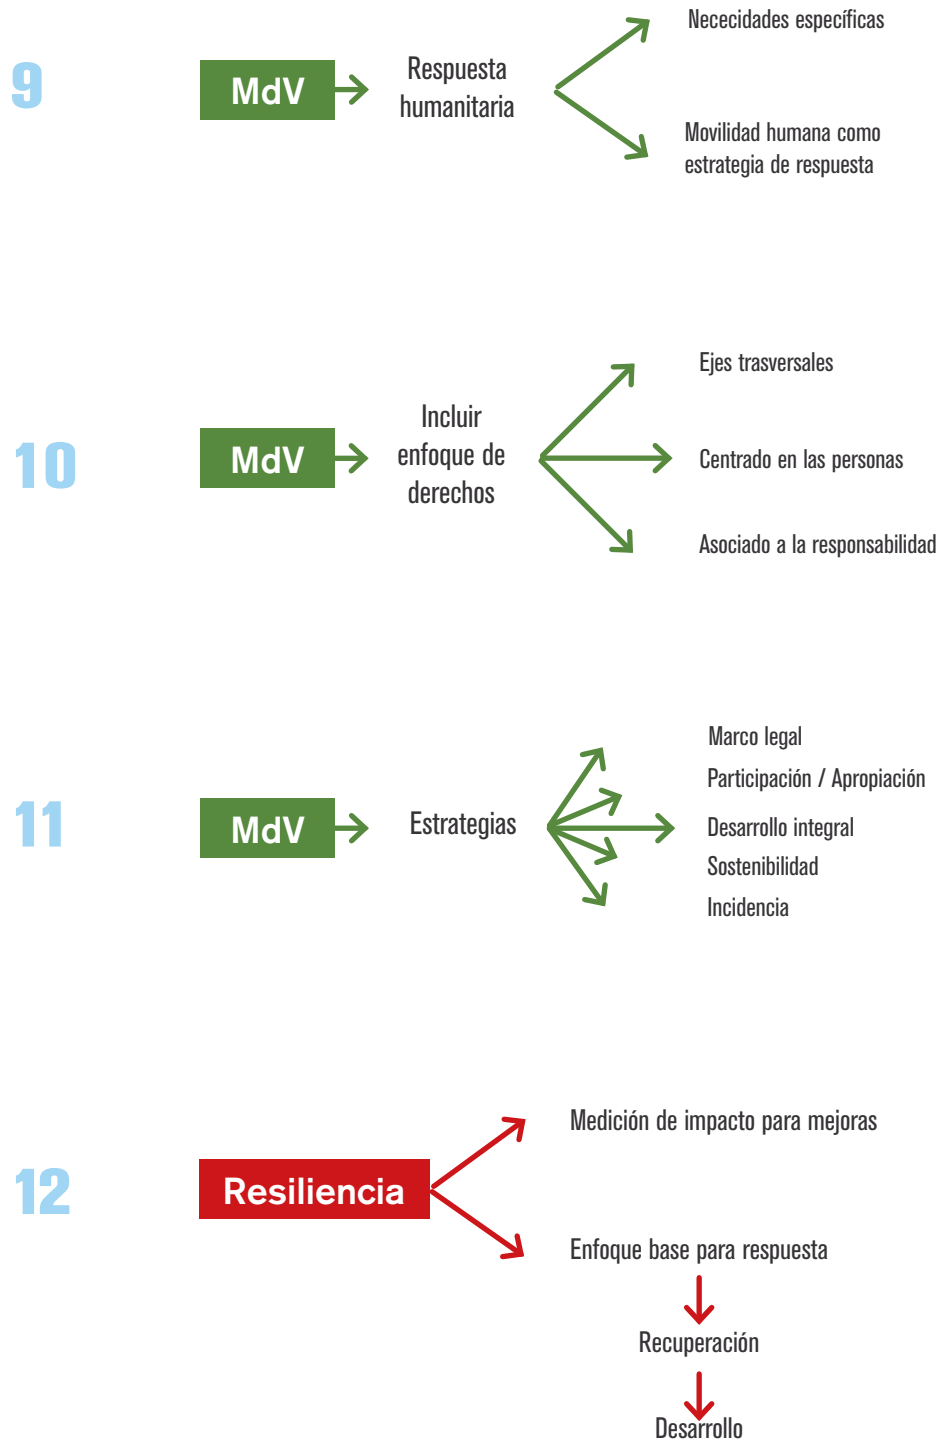 9
MdV
Respuesta
humanitaria
Nececidades específicas
Movilidad humana como
estrategia de respuesta
10
MdV
Incluir
enfoque de
derechos
Ejes trasversales
Centrado en las personas
Asociado a la responsabilidad
11
MdV
Estrategias
Marco legal
Participación / Apropiación
Desarrollo integral
Sostenibilidad
Incidencia
12
Resiliencia
Medición de impacto para mejoras
Enfoque base para respuesta
Recuperación
Desarrollo